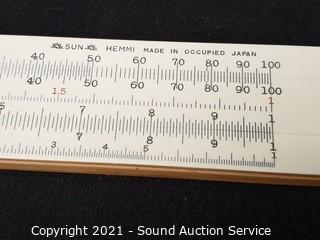 SUN HEMMI MADE IN OCCUPIED JAPAN
40 50 60 70 80 90 100
40 50 60 70 80 90 100
1.5 1
6 7 8 9 1
7 8 9 1
3 4 5 1
Copyright 2021 - Sound Auction Service